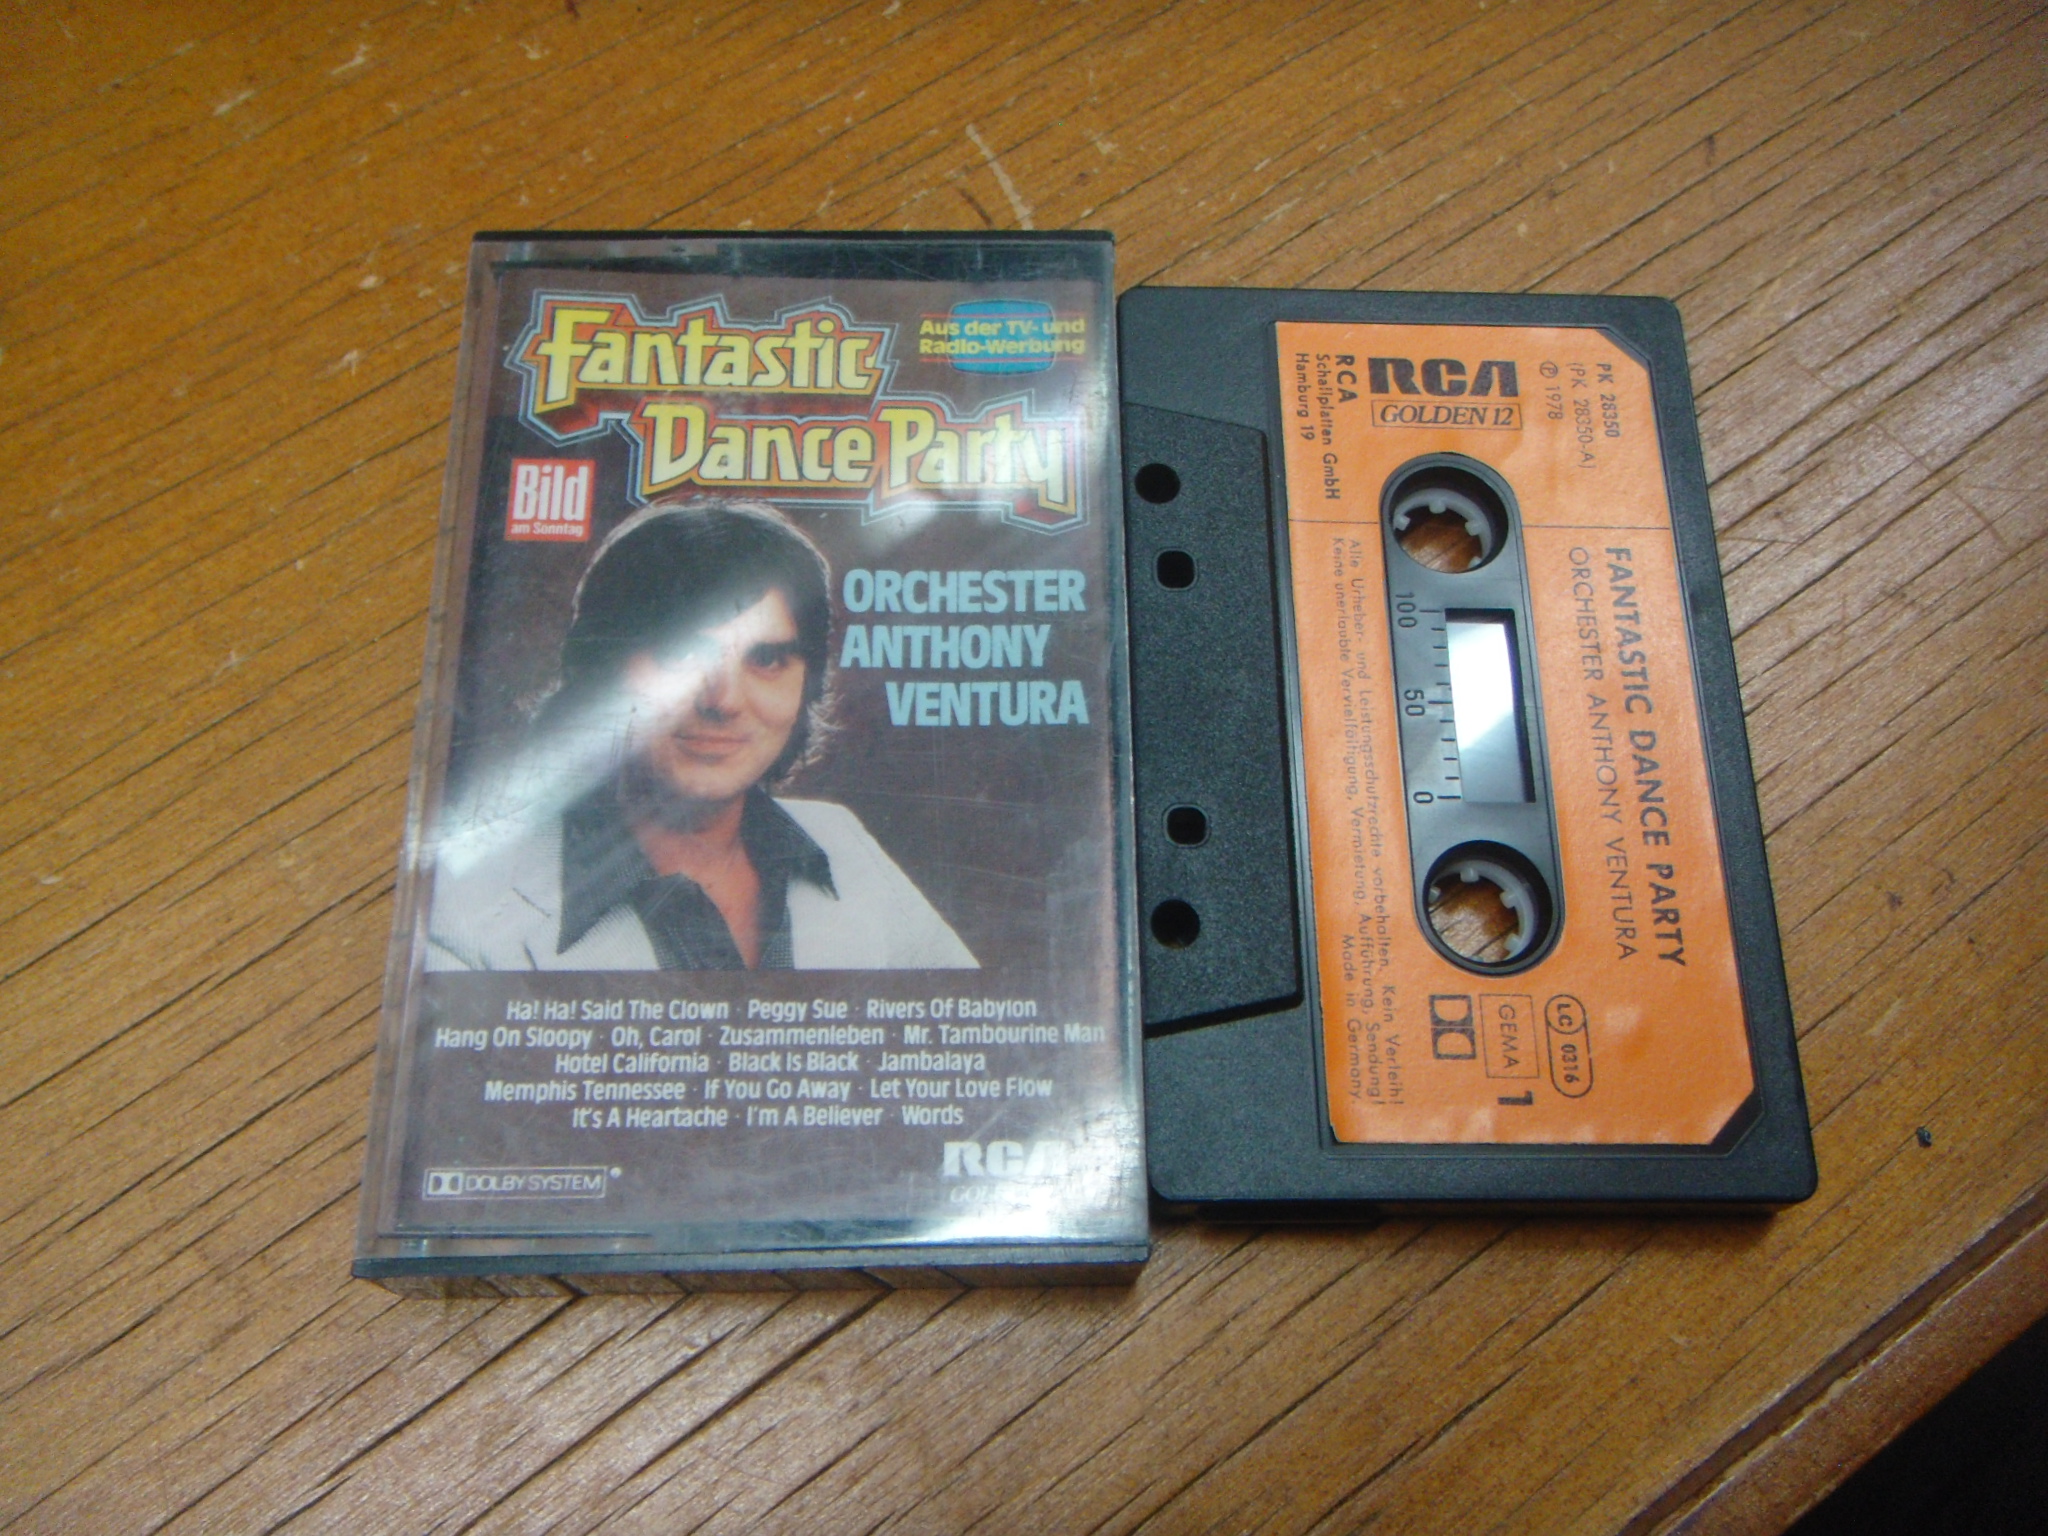 Fantastic
Dance Party
Aus der TV- und
Radio-Werbung
Bild
am Sonntag
ORCHESTER
ANTHONY
VENTURA
Ha! Ha! Said The Clown · Peggy Sue · Rivers Of Babylon
Hang On Sloopy · Oh, Carol · Zusammenleben · Mr. Tambourine Man
Hotel California · Black Is Black · Jambalaya
Memphis Tennessee · If You Go Away · Let Your Love Flow
It's A Heartache · I'm A Believer · Words
DOLBY SYSTEM
RCA
RCA
GOLDEN 12
RCA
Schallplatten GmbH
Hamburg 19
PK 28350
(PK 28350-A)
℗ 1978
FANTASTIC DANCE PARTY
ORCHESTER ANTHONY VENTURA
100 50 0
LC 0316
GEMA
1
Alle Urheber- und Leistungsschutzrechte vorbehalten. Kein Verleih!
Keine unerlaubte Vervielfältigung, Vermietung, Aufführung, Sendung!
Made in Germany.